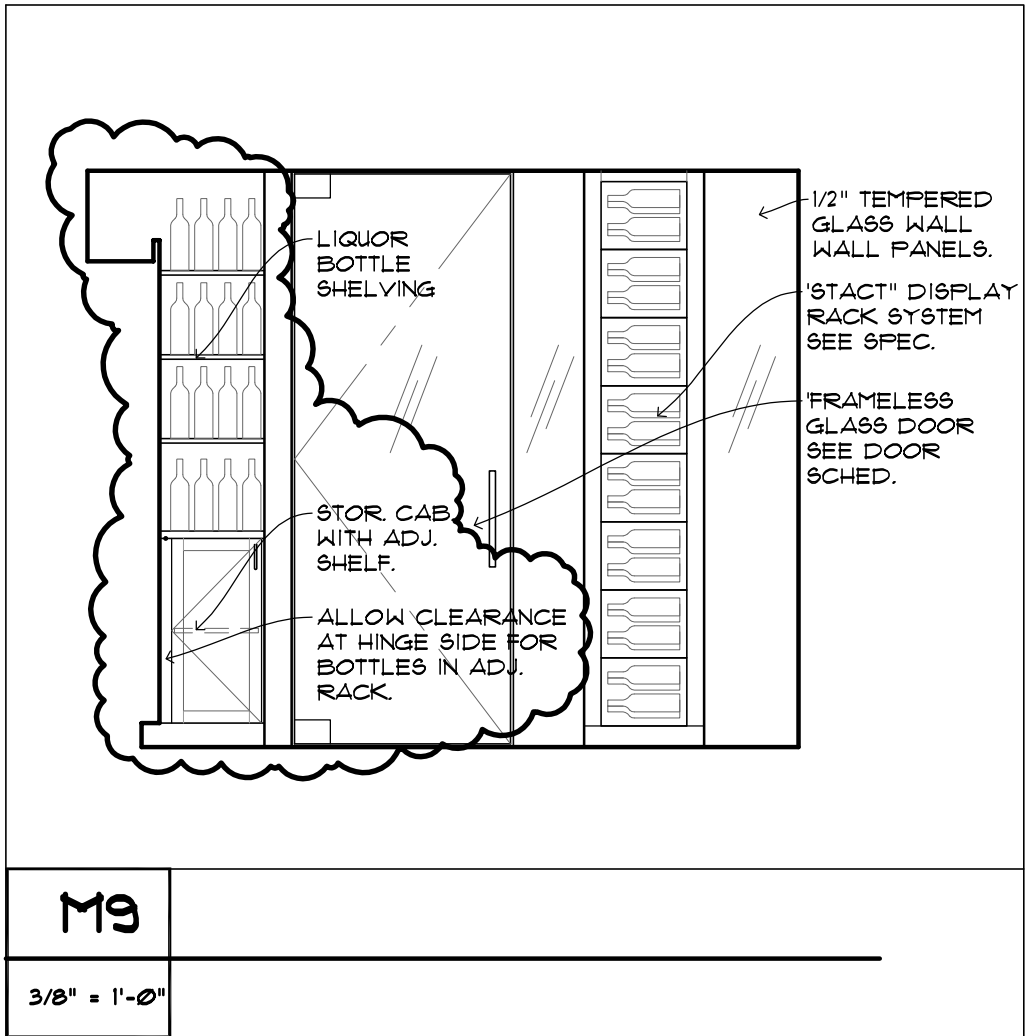 LIQUOR
BOTTLE
SHELVING
STOR. CAB
WITH ADJ.
SHELF.
ALLOW CLEARANCE
AT HINGE SIDE FOR
BOTTLES IN ADJ.
RACK.
1/2" TEMPERED
GLASS WALL
WALL PANELS.
'STACT" DISPLAY
RACK SYSTEM
SEE SPEC.
'FRAMELESS
GLASS DOOR
SEE DOOR
SCHED.
M9
3/8" = 1'-0"